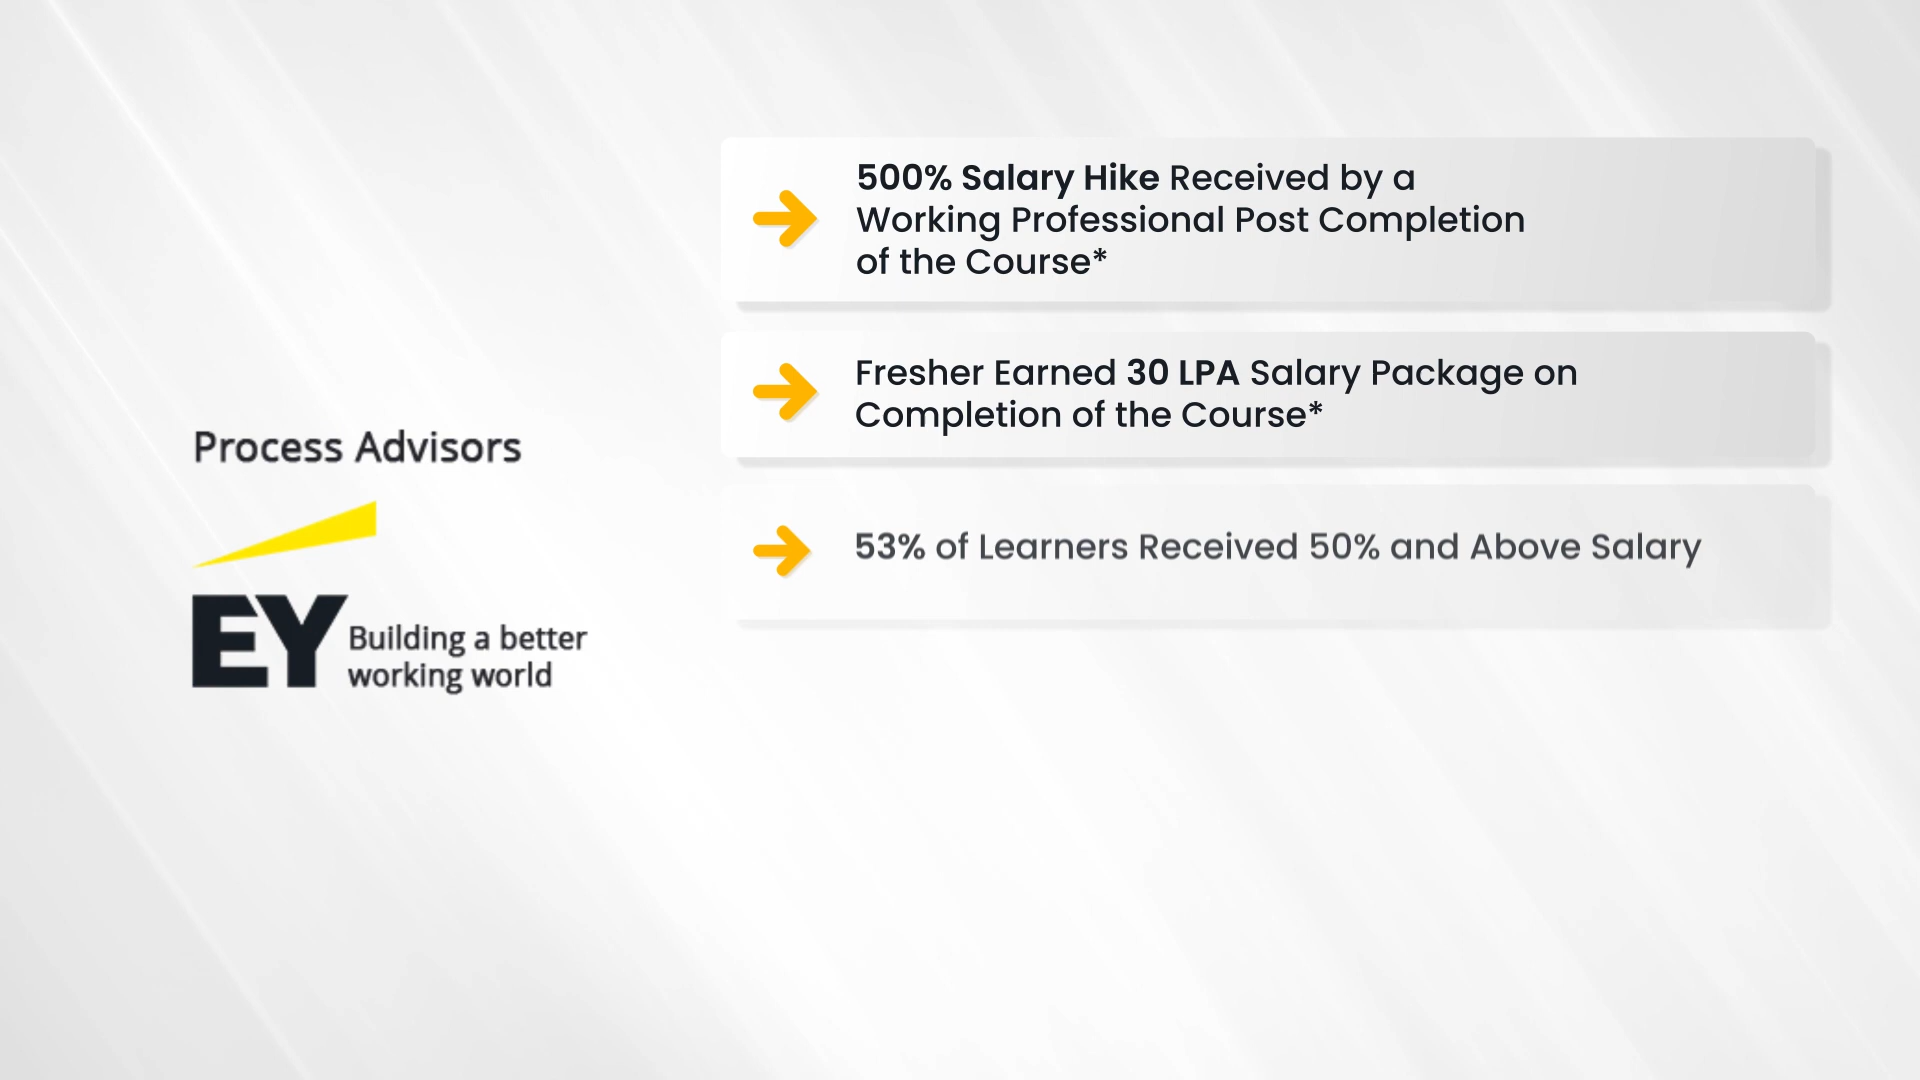 Process Advisors
EY
Building a better
working world
500% Salary Hike Received by a
Working Professional Post Completion
of the Course*
Fresher Earned 30 LPA Salary Package on
Completion of the Course*
53% of Learners Received 50% and Above Salary